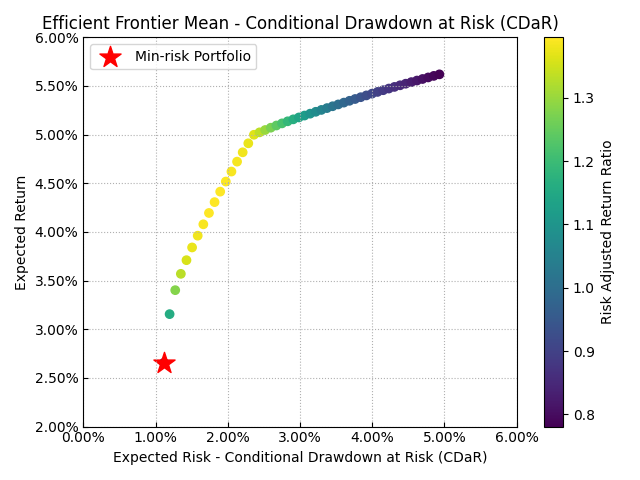 Efficient Frontier Mean - Conditional Drawdown at Risk (CDaR)
Min-risk Portfolio
Expected Return
6.00%
5.50%
5.00%
4.50%
4.00%
3.50%
3.00%
2.50%
2.00%
0.00% 1.00% 2.00% 3.00% 4.00% 5.00% 6.00%
Expected Risk - Conditional Drawdown at Risk (CDaR)
1.3
1.2
1.1
1.0
0.9
0.8
Risk Adjusted Return Ratio